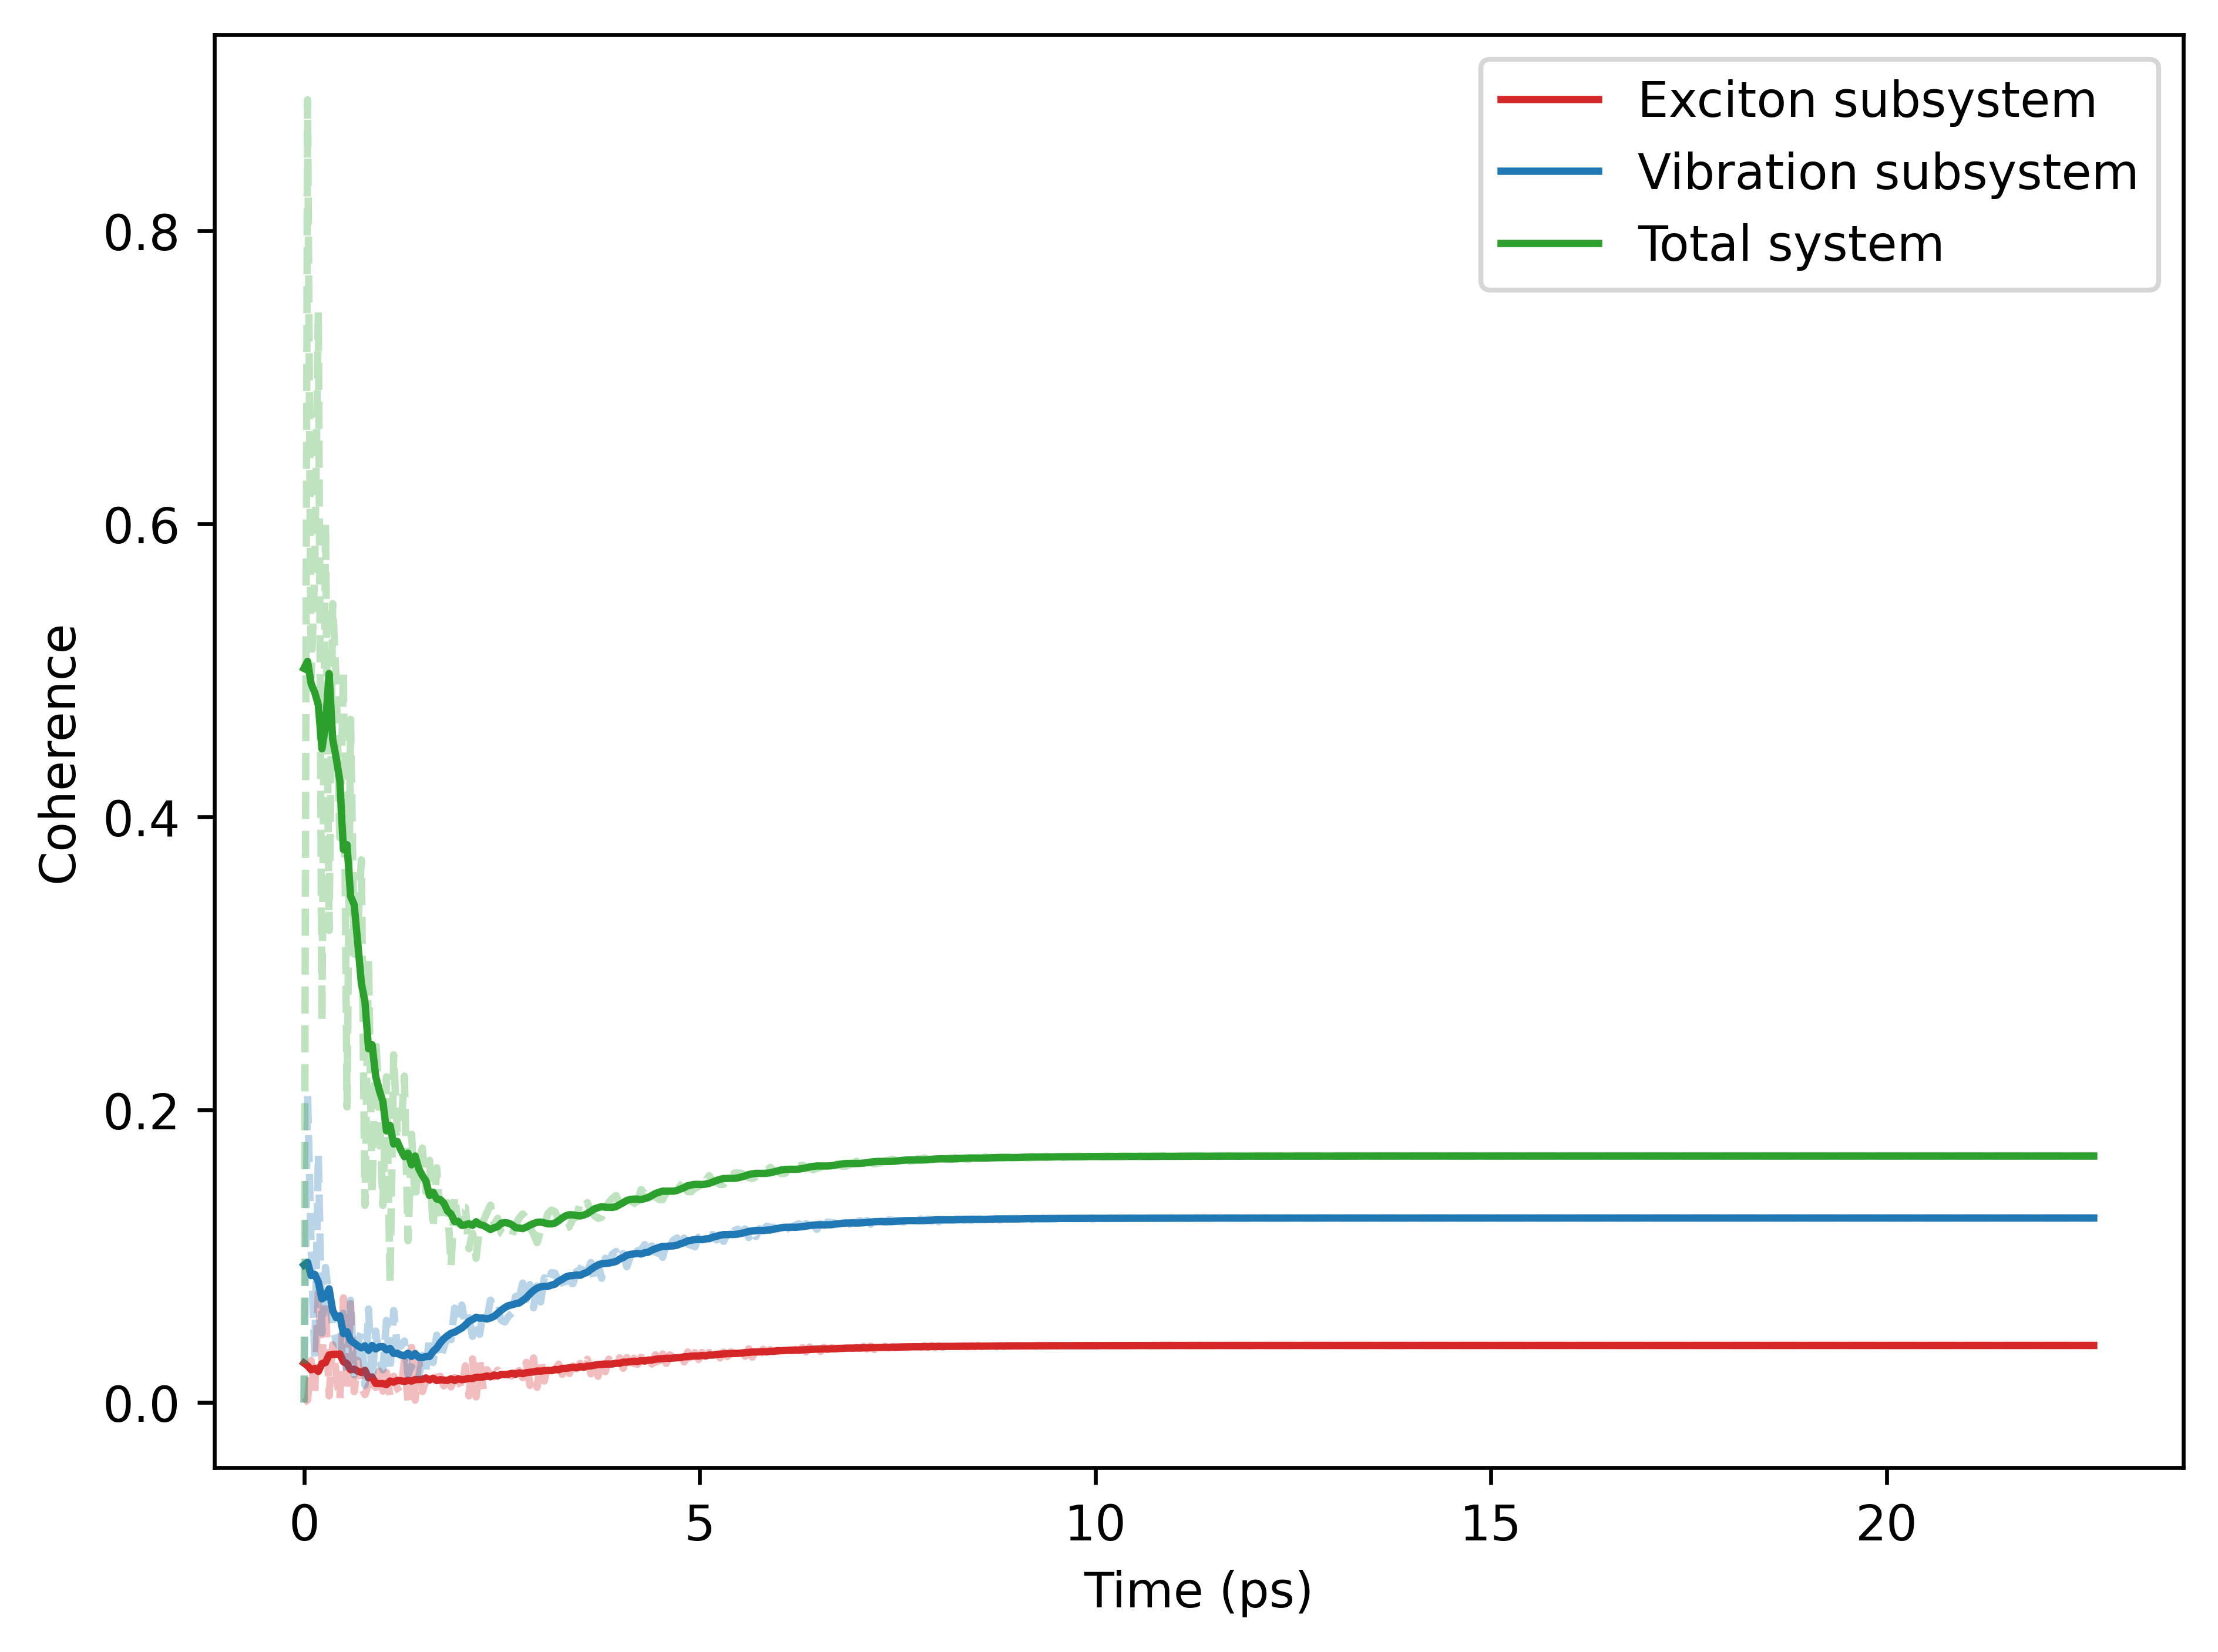 Exciton subsystem
Vibration subsystem
Total system
Coherence
0.8
0.6
0.4
0.2
0.0
0 5 10 15 20
Time (ps)